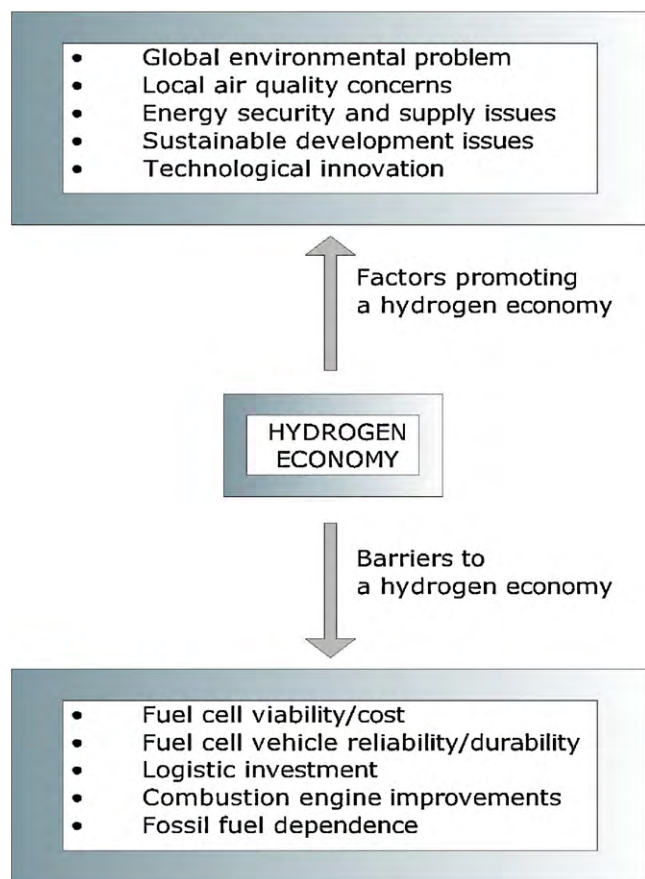 • Global environmental problem
• Local air quality concerns
• Energy security and supply issues
• Sustainable development issues
• Technological innovation
Factors promoting
a hydrogen economy
HYDROGEN
ECONOMY
Barriers to
a hydrogen economy
• Fuel cell viability/cost
• Fuel cell vehicle reliability/durability
• Logistic investment
• Combustion engine improvements
• Fossil fuel dependence